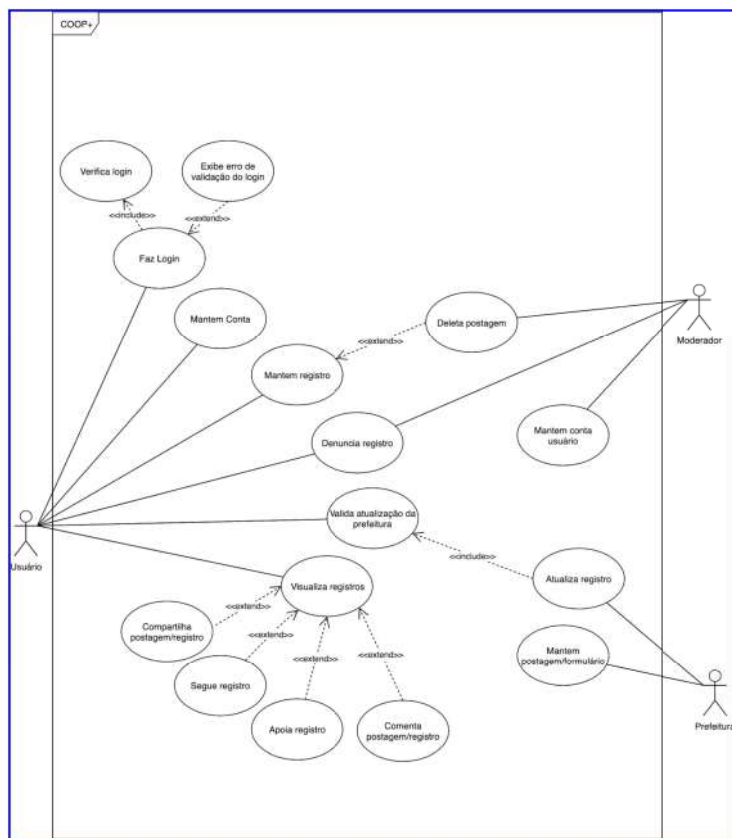 COOP+
Verifica login
Exibe erro de
validação do login
<<include>>
<<extend>>
Faz Login
Mantem Conta
Deleta postagem
Moderador
<<extend>>
Mantem registro
Denuncia registro
Mantem conta
usuário
Valida atualização da
prefeitura
<<include>>
Usuário
Visualiza registros
Atualiza registro
<<extend>>
<<extend>>
Compartilha
postagem/registro
<<extend>>
<<extend>>
Mantem
postagem/formulário
Segue registro
Apoia registro
Comenta
postagem/registro
Prefeitura